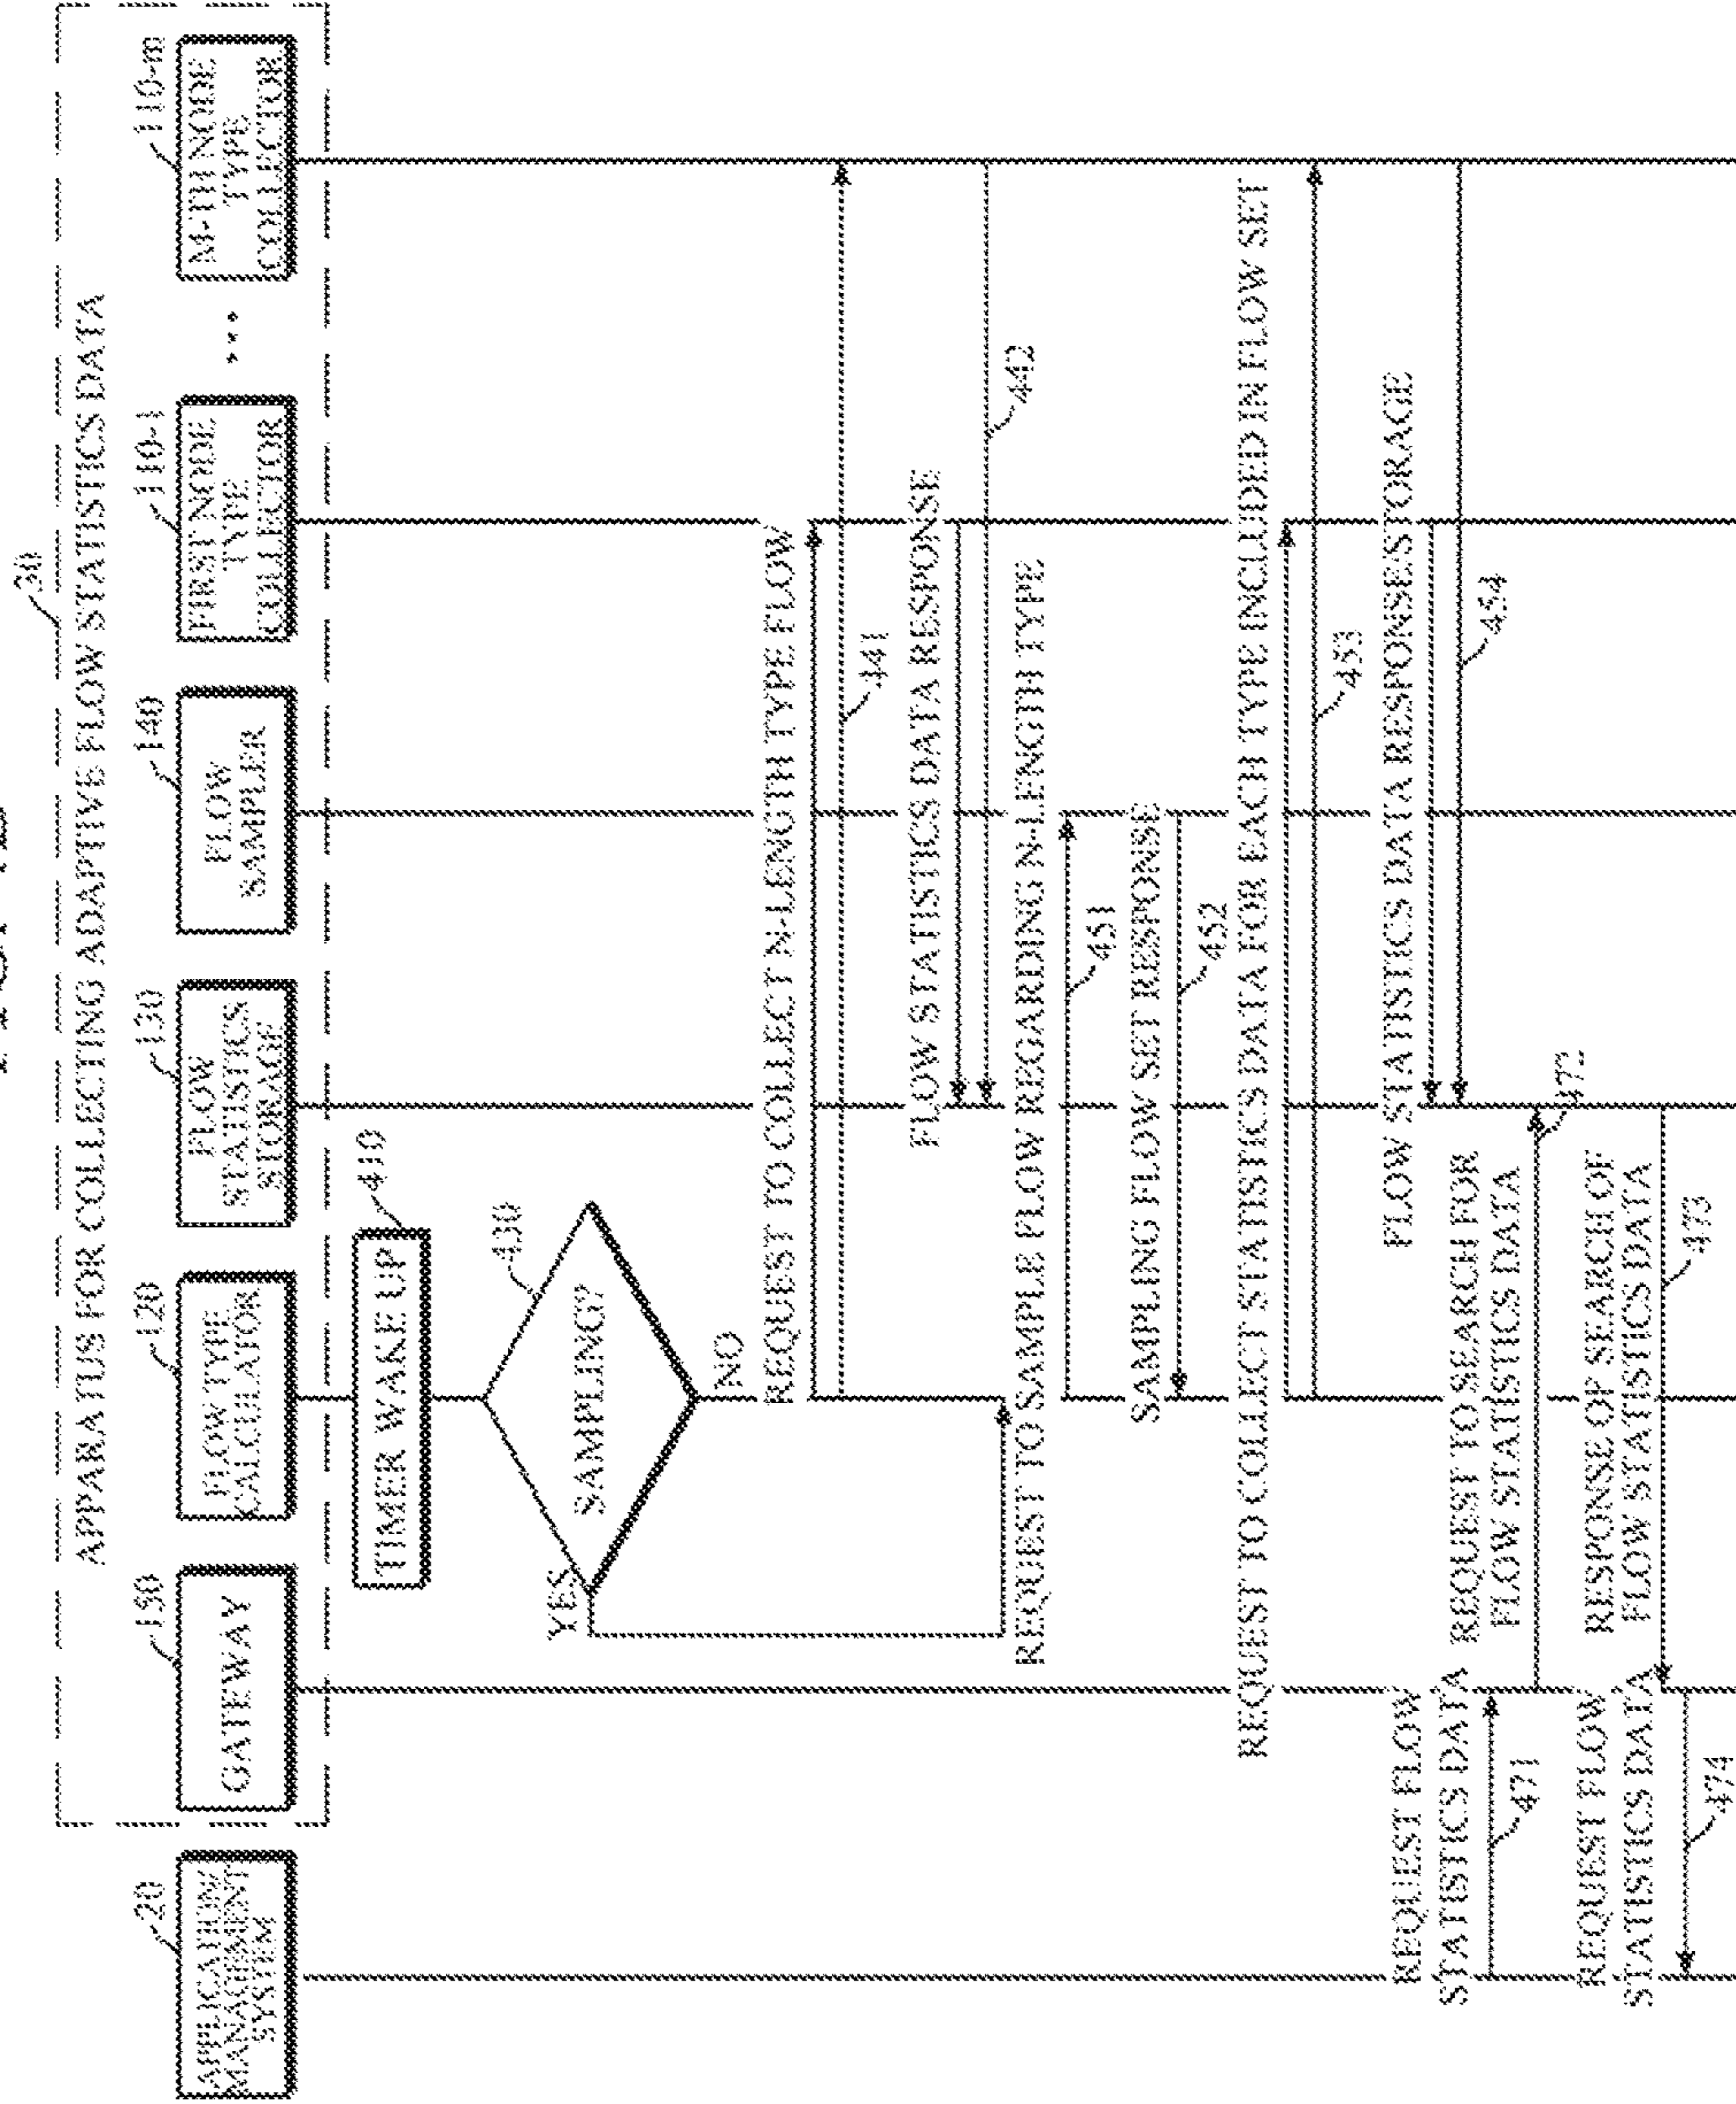 30
APPARATUS FOR COLLECTING ADAPTIVE FLOW STATISTICS DATA
20
APPLICATION/
MANAGEMENT
SYSTEM
150
GATEWAY
120
FLOW TYPE
CALCULATOR
130
FLOW
STATISTICS
STORAGE
140
FLOW
SAMPLER
110-1
FIRST NODE
TYPE
COLLECTOR
...
110-m
M-TH NODE
TYPE
COLLECTOR
TIMER WAKE UP
410
430
SAMPLING?
YES
NO
REQUEST TO COLLECT N-LENGTH TYPE FLOW
441
FLOW STATISTICS DATA RESPONSE
442
REQUEST TO SAMPLE FLOW REGARDING N-LENGTH TYPE
451
SAMPLING FLOW SET RESPONSE
452
REQUEST TO COLLECT STATISTICS DATA FOR EACH TYPE INCLUDED IN FLOW SET
453
FLOW STATISTICS DATA RESPONSE/STORAGE
454
REQUEST FLOW
STATISTICS DATA
471
REQUEST TO SEARCH FOR
FLOW STATISTICS DATA
472
RESPONSE OF SEARCH OF
FLOW STATISTICS DATA
473
REQUEST FLOW
STATISTICS DATA
474